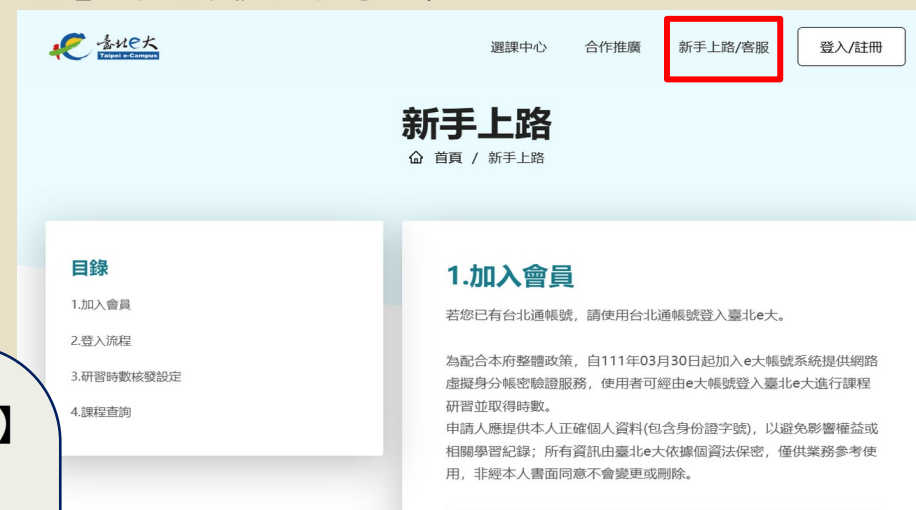 臺北e大
Taipei e-Campus
選課中心
合作推廣
新手上路/客服
登入/註冊
新手上路
首頁 / 新手上路
目錄
1.加入會員
2.登入流程
3.研習時數核發設定
4.課程查詢
】
1.加入會員
若您已有台北通帳號，請使用台北通帳號登入臺北e大。
為配合本府整體政策，自111年03月30日起加入e大帳號系統提供網路
虛擬身分帳密驗證服務，使用者可經由e大帳號登入臺北e大進行課程
研習並取得時數。
申請人應提供本人正確個人資料(包含身份證字號)，以避免影響權益或
相關學習紀錄；所有資訊由臺北e大依據個資法保密，僅供業務參考使
用，非經本人書面同意不會變更或刪除。